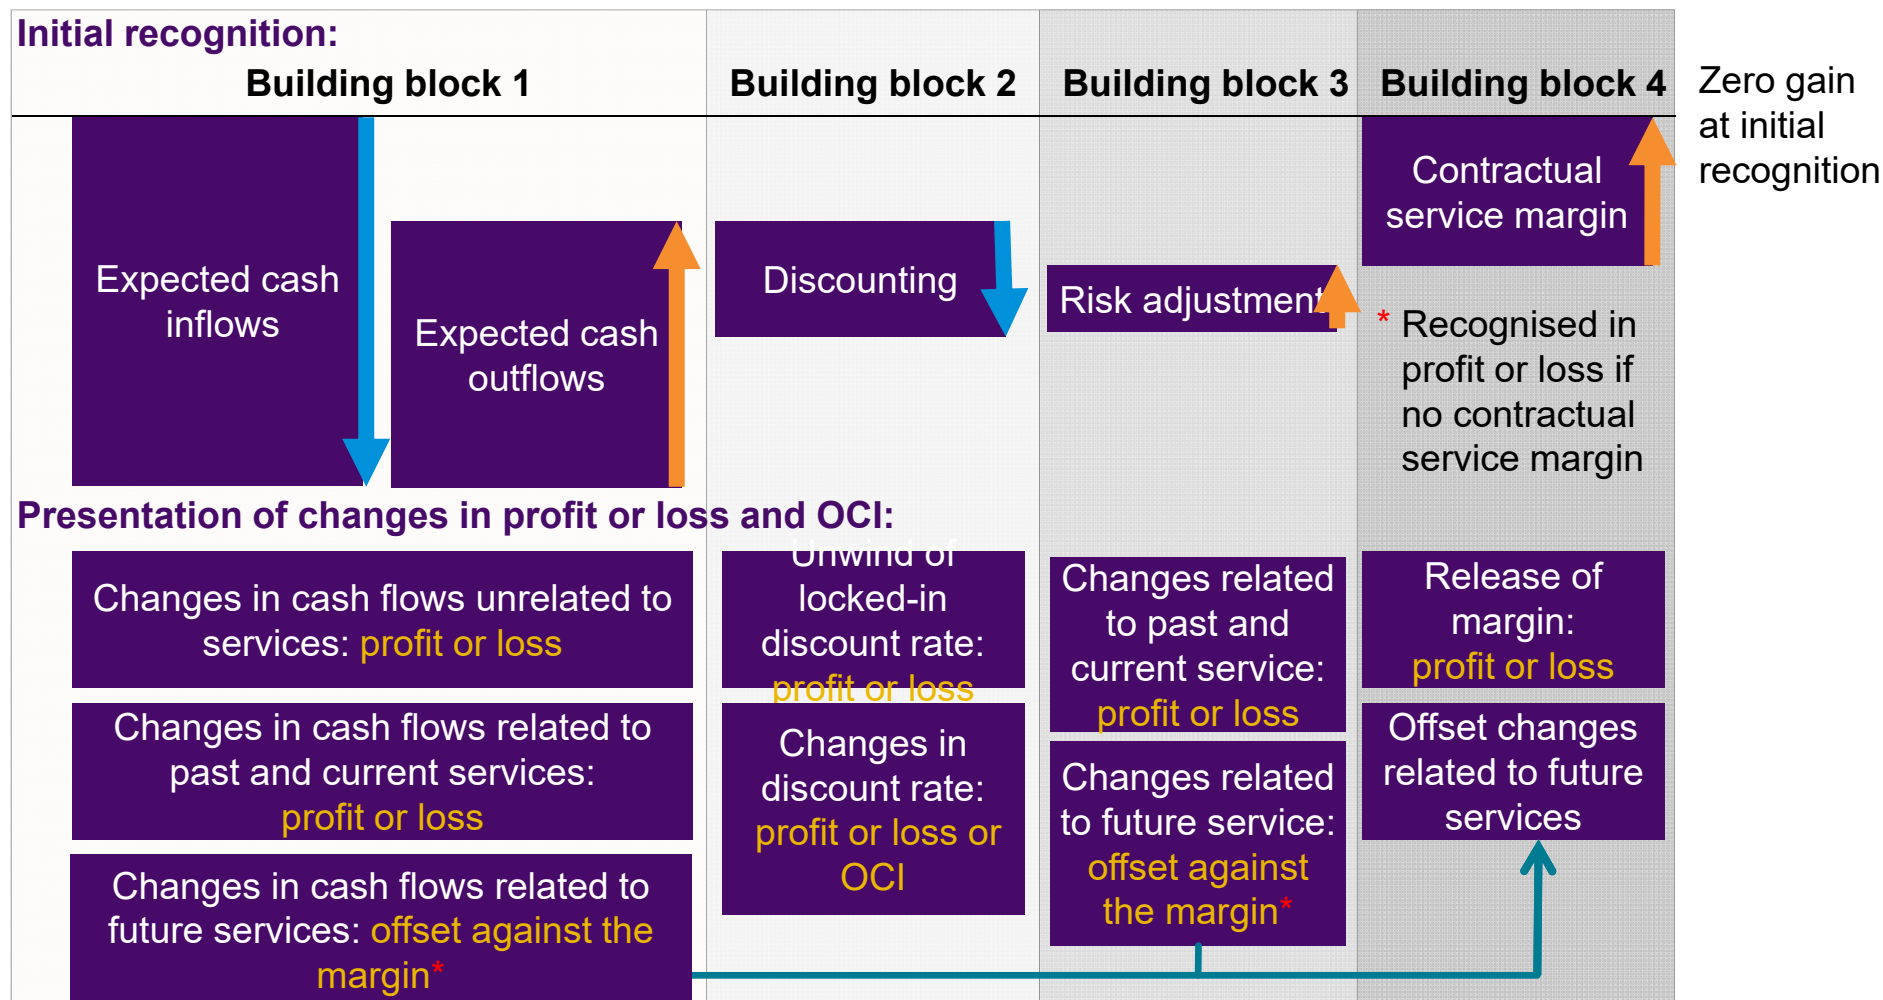 Initial recognition:
Building block 1
Building block 2
Building block 3
Building block 4
Zero gain
at initial
recognition
Expected cash
inflows
Expected cash
outflows
Discounting
Risk adjustment
Contractual
service margin
* Recognised in
profit or loss if
no contractual
service margin
Presentation of changes in profit or loss and OCI:
Changes in cash flows unrelated to
services: profit or loss
Changes in cash flows related to
past and current services:
profit or loss
Changes in cash flows related to
future services: offset against the
margin*
Unwind of
locked-in
discount rate:
profit or loss
Changes in
discount rate:
profit or loss or
OCI
Changes related
to past and
current service:
profit or loss
Changes related
to future service:
offset against
the margin*
Release of
margin:
profit or loss
Offset changes
related to future
services